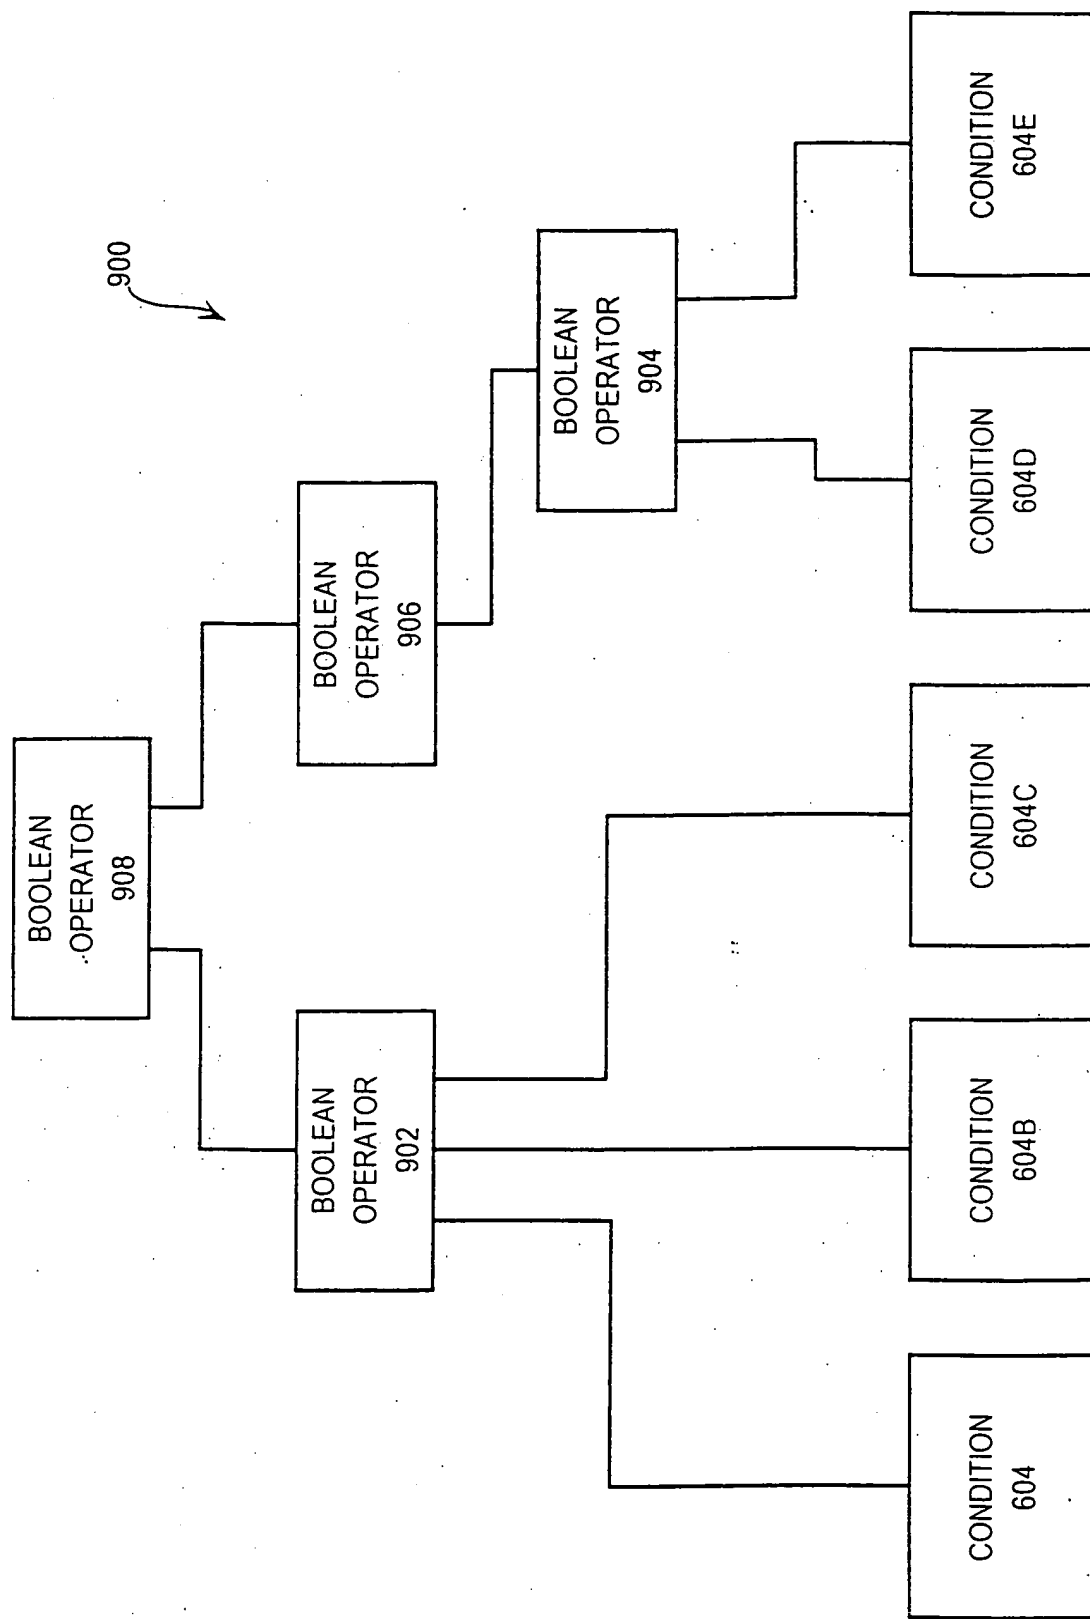 900
BOOLEAN
OPERATOR
908
BOOLEAN
OPERATOR
902
BOOLEAN
OPERATOR
906
BOOLEAN
OPERATOR
904
CONDITION
604
CONDITION
604B
CONDITION
604C
CONDITION
604D
CONDITION
604E